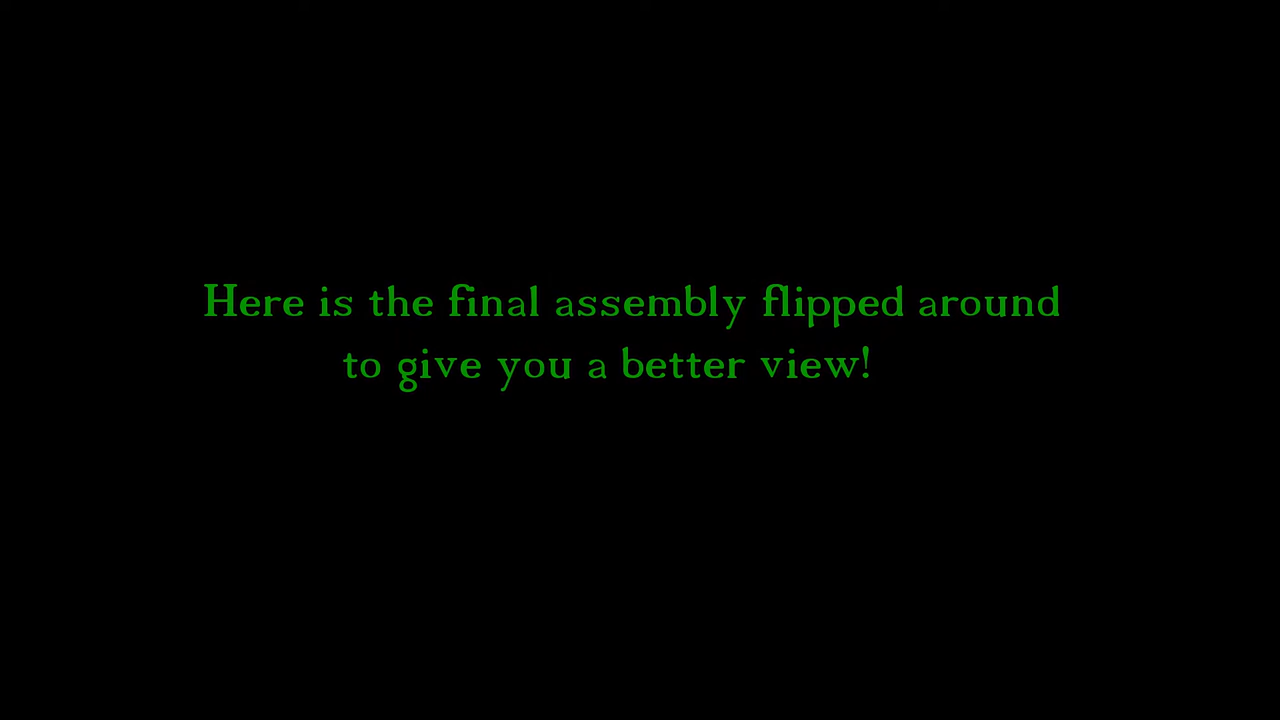 Here is the final assembly flipped around
to give you a better view!